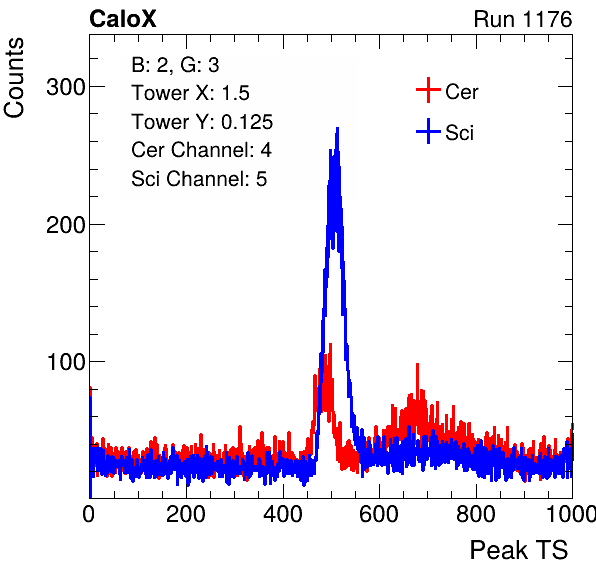 CaloX Run 1176
Counts
B: 2, G: 3
Tower X: 1.5
Tower Y: 0.125
Cer Channel: 4
Sci Channel: 5
Cer
Sci
300
200
100
0 200 400 600 800 1000
Peak TS